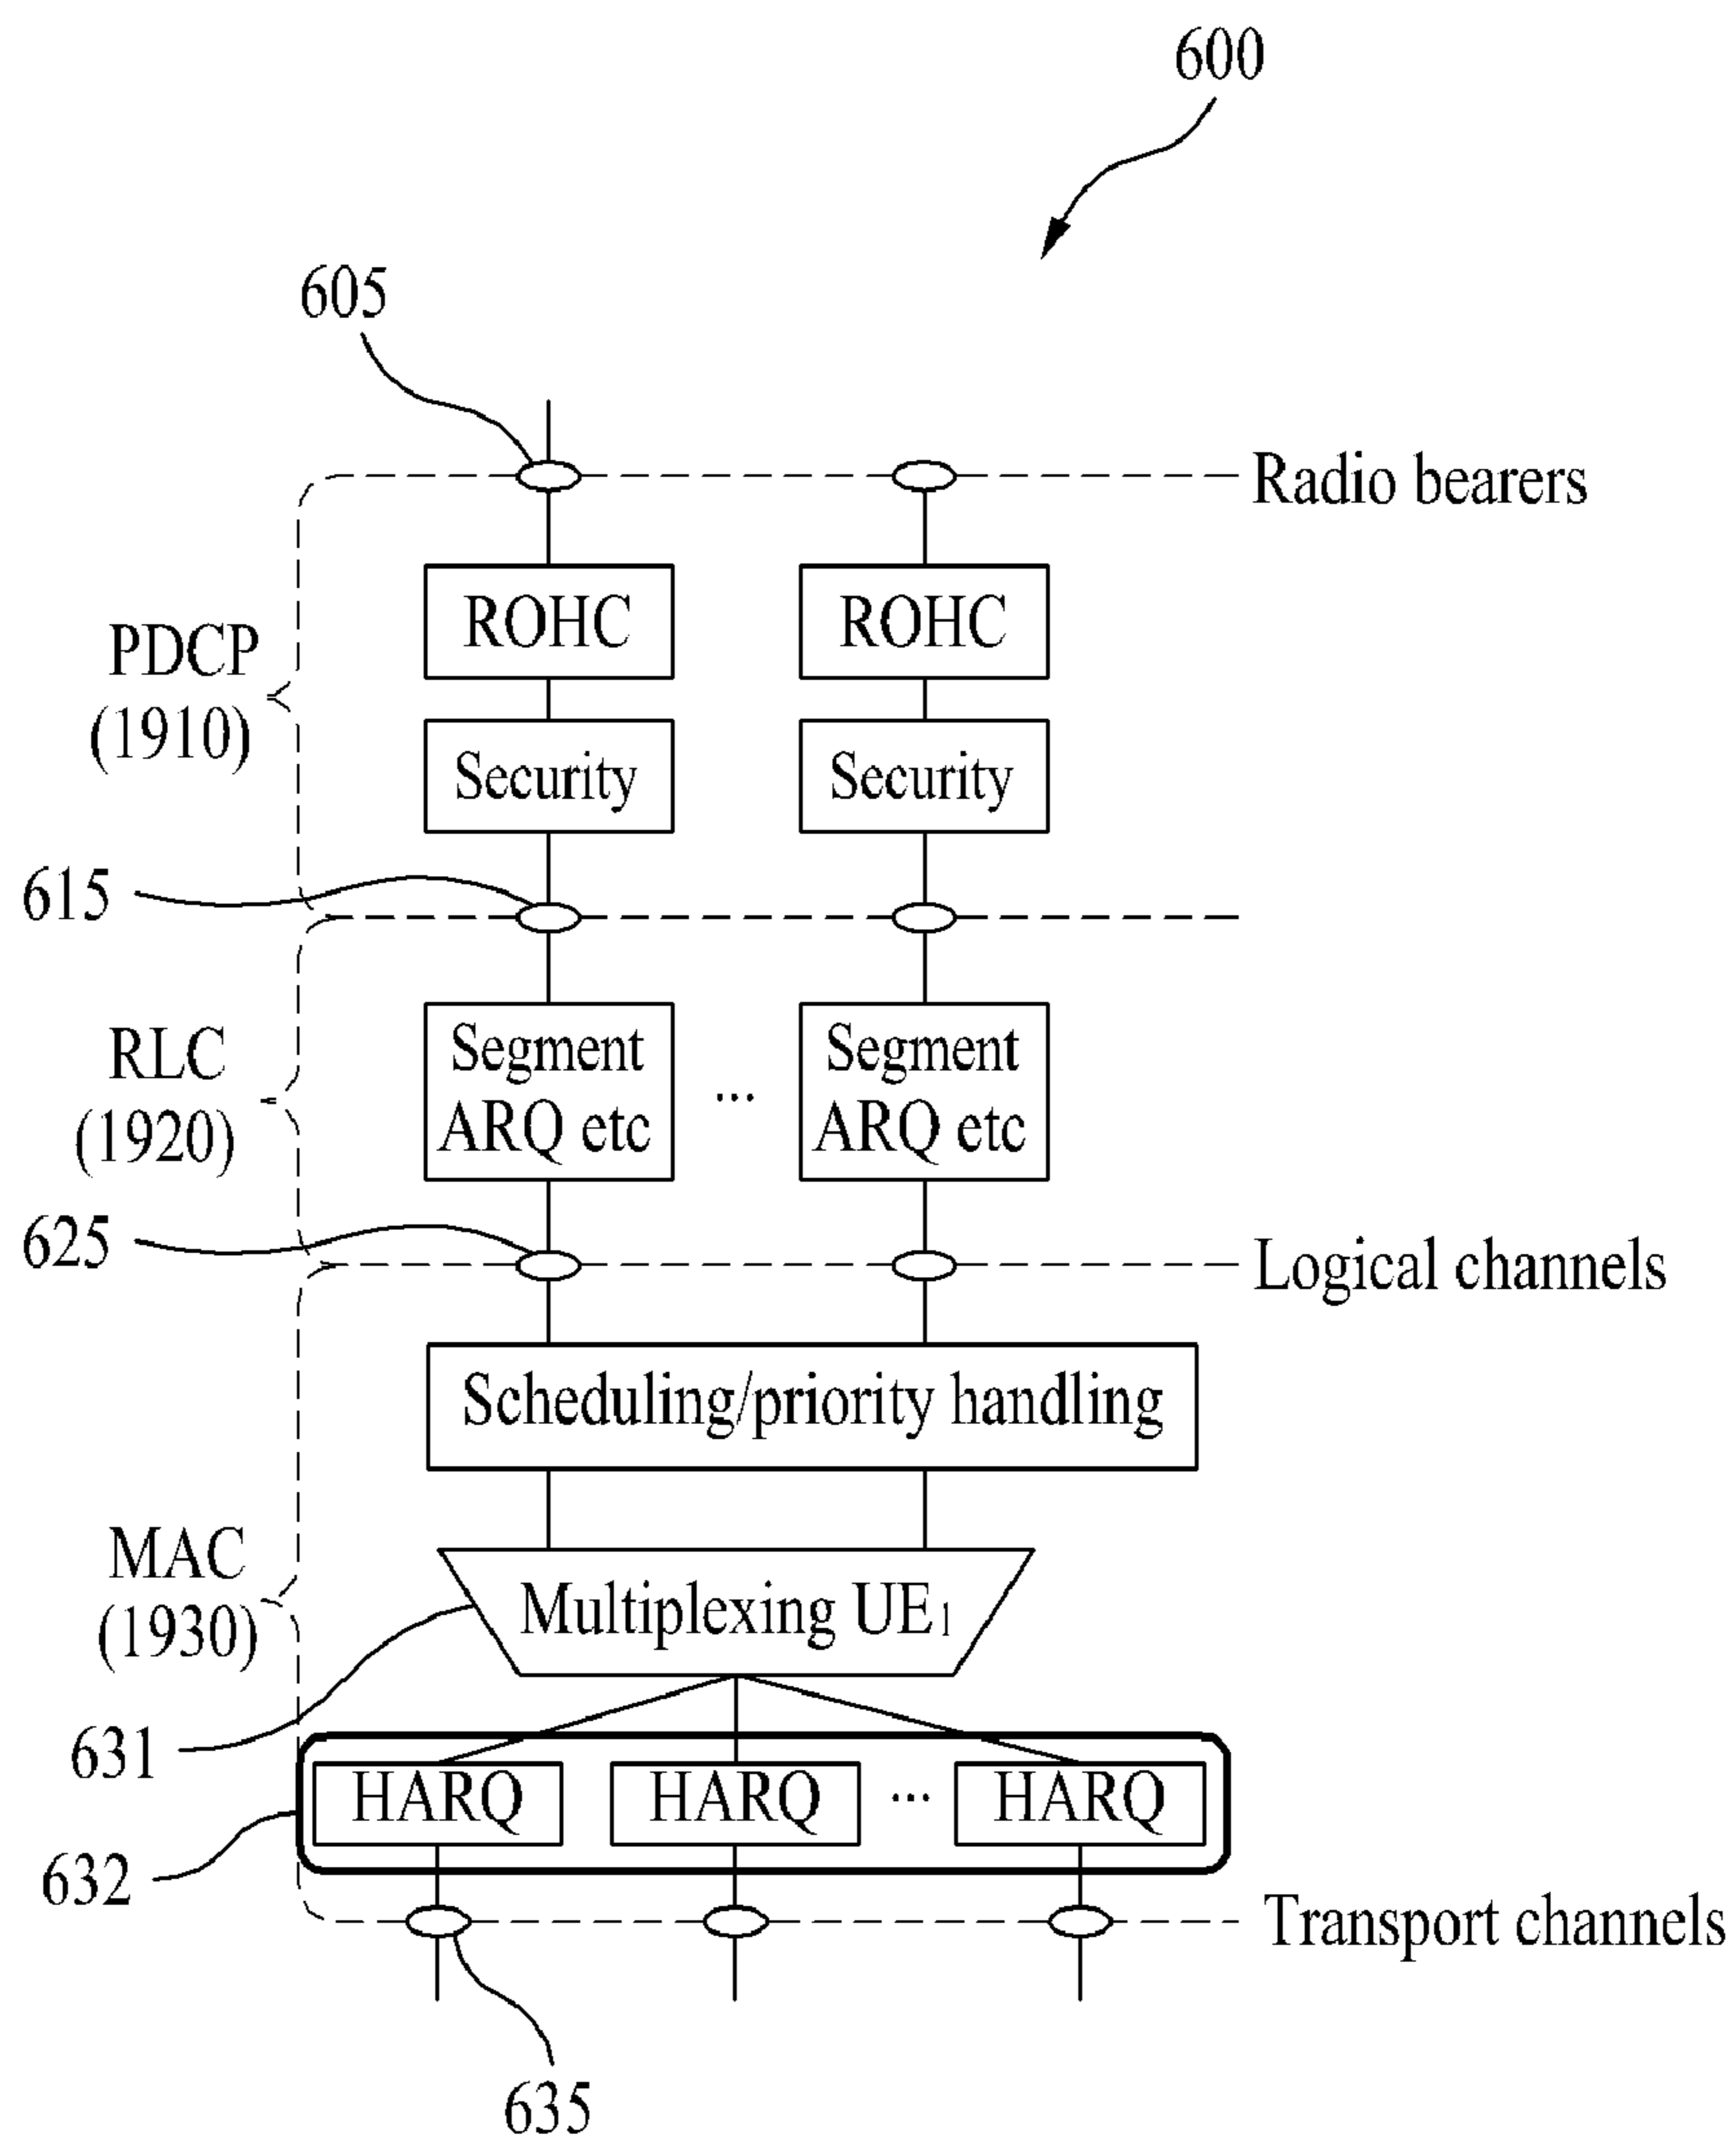 600
605
Radio bearers
ROHC ROHC
PDCP
(1910)
Security Security
615
Segment
ARQ etc
...
Segment
ARQ etc
RLC
(1920)
625
Logical channels
Scheduling/priority handling
MAC
(1930)
Multiplexing UE1
631
HARQ HARQ ... HARQ
632
Transport channels
635